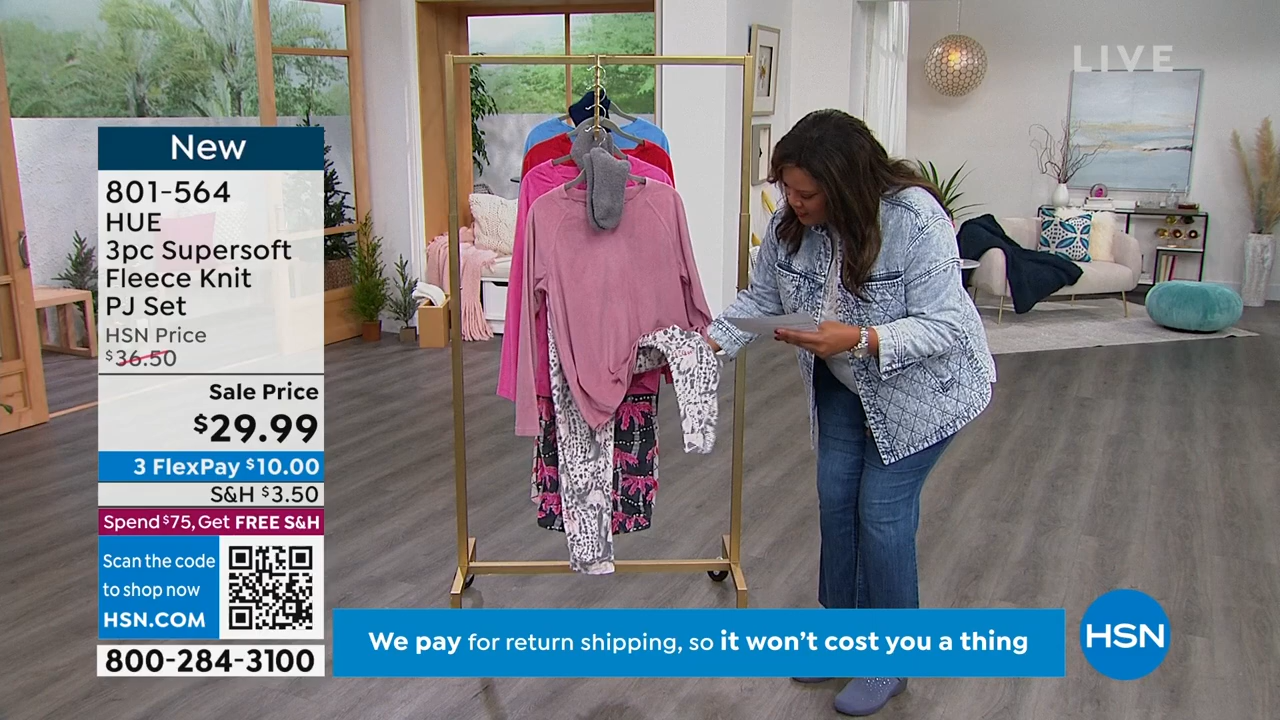 LIVE
New
801-564
HUE
3pc Supersoft
Fleece Knit
PJ Set
HSN Price
$36.50
Sale Price
$29.99
3 FlexPay $10.00
S&H $3.50
Spend $75, Get FREE S&H
Scan the code
to shop now
HSN.COM
800-284-3100
We pay for return shipping, so it won't cost you a thing
HSN